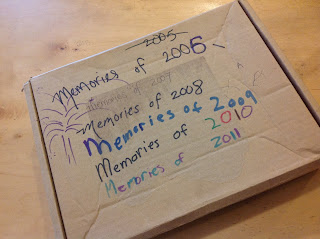 2005
Memories of 2006
Memories of 2007
Memories of 2008
Memories of 2009
Memories of 2010
Memories of 2011